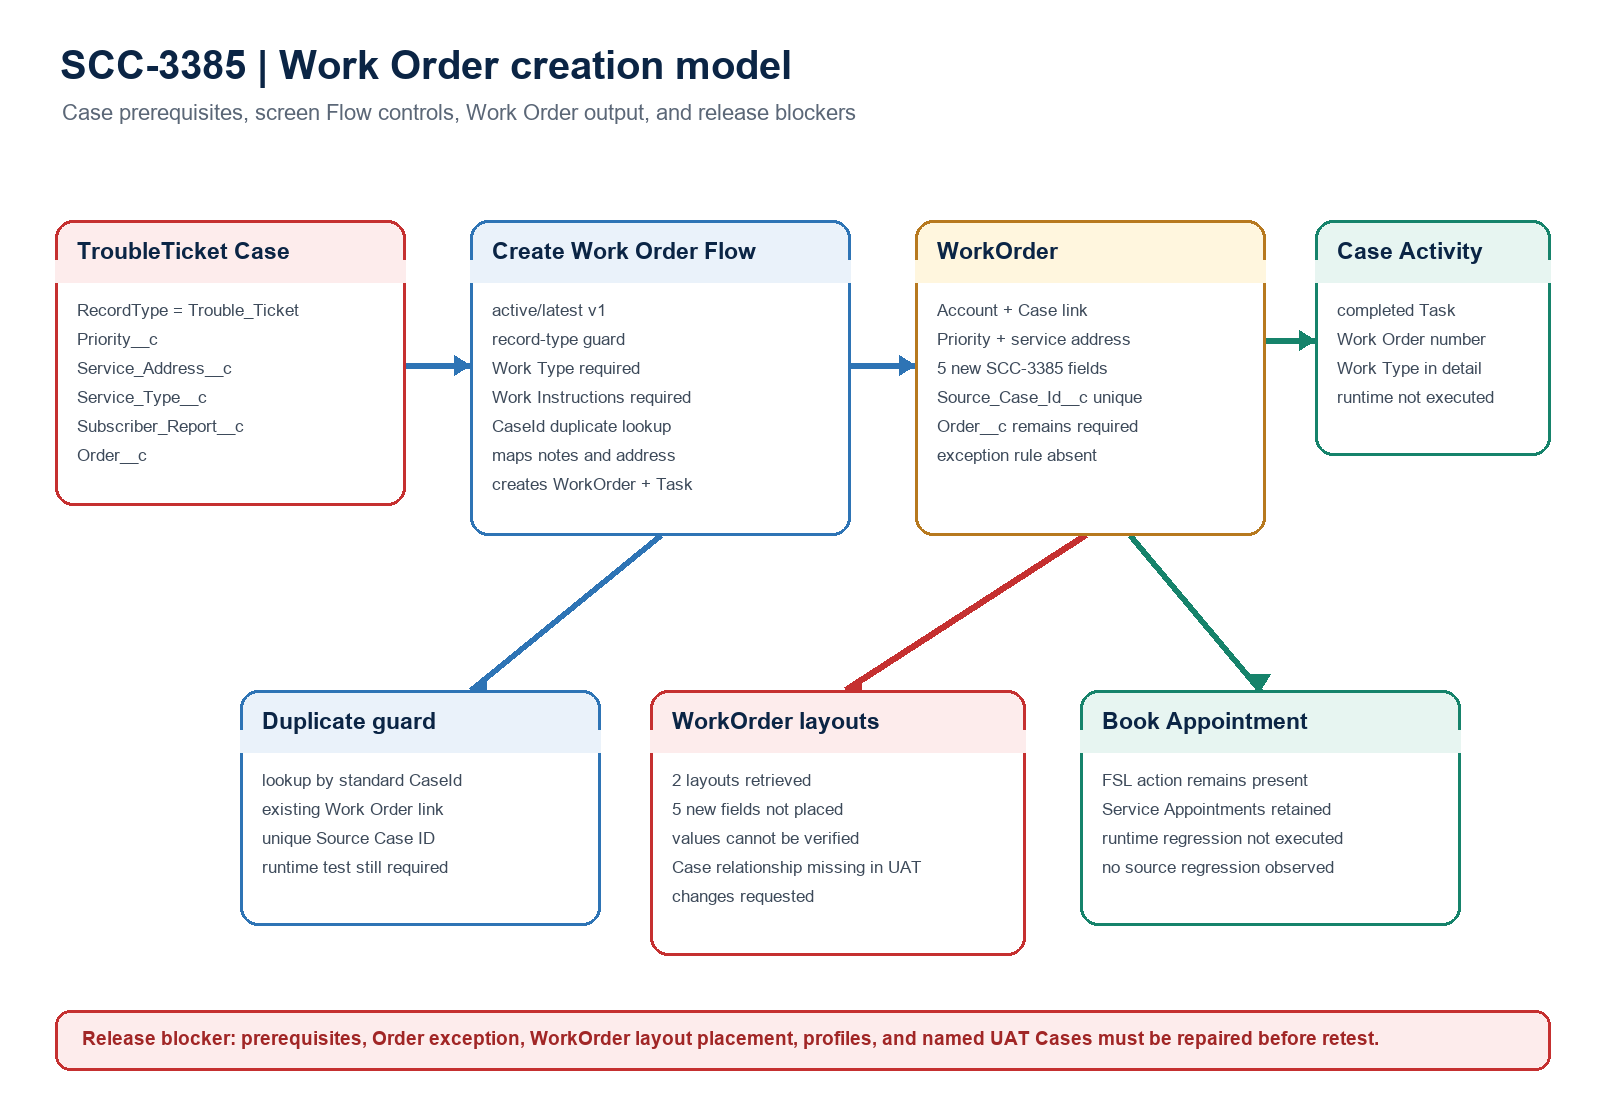 SCC-3385 | Work Order creation model
Case prerequisites, screen Flow controls, Work Order output, and release blockers
TroubleTicket Case
RecordType = Trouble_Ticket
Priority__c
Service_Address__c
Service_Type__c
Subscriber_Report__c
Order__c
Create Work Order Flow
active/latest v1
record-type guard
Work Type required
Work Instructions required
CaseId duplicate lookup
maps notes and address
creates WorkOrder + Task
WorkOrder
Account + Case link
Priority + service address
5 new SCC-3385 fields
Source_Case_Id__c unique
Order__c remains required
exception rule absent
Case Activity
completed Task
Work Order number
Work Type in detail
runtime not executed
Duplicate guard
lookup by standard CaseId
existing Work Order link
unique Source Case ID
runtime test still required
WorkOrder layouts
2 layouts retrieved
5 new fields not placed
values cannot be verified
Case relationship missing in UAT
changes requested
Book Appointment
FSL action remains present
Service Appointments retained
runtime regression not executed
no source regression observed
Release blocker: prerequisites, Order exception, WorkOrder layout placement, profiles, and named UAT Cases must be repaired before retest.